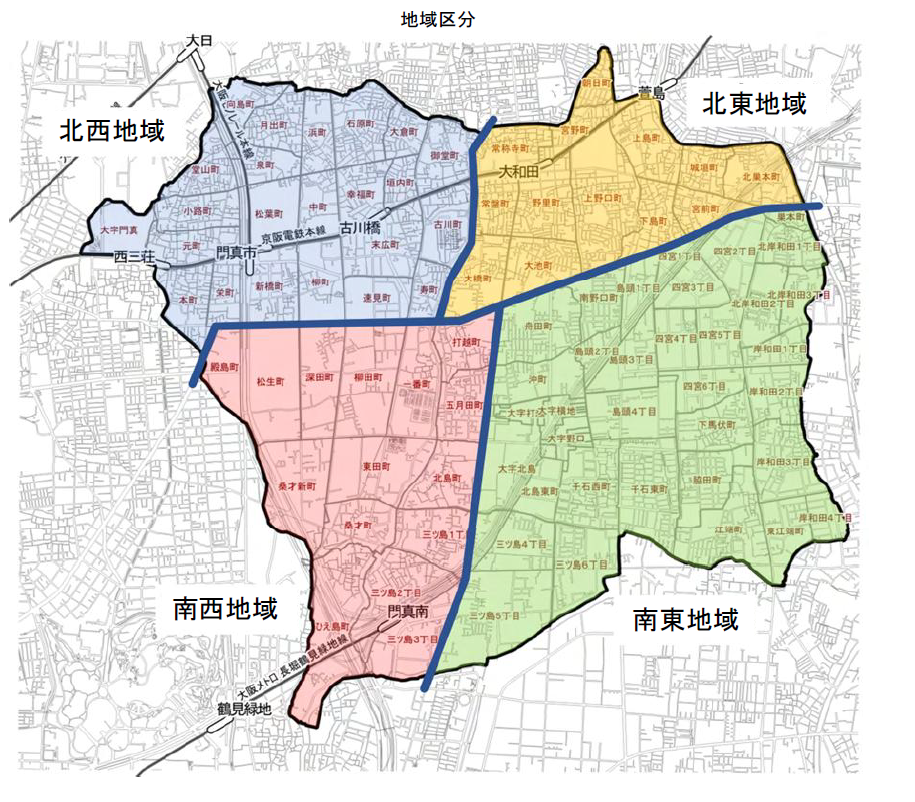 地域区分
大日
北西地域
北東地域
大阪モノレール本線
萱島
朝日町
向島町
月出町
浜町
石原町
大倉町
御堂町
常称寺町
宮野町
上島町
大和田
城垣町
北巣本町
堂山町
泉町
垣内町
幸福町
小路町
松葉町
中町
古川橋
古川町
常盤町
野里町
上野口町
下島町
宮前町
巣本町
大字門真
元町
門真市
京阪電鉄本線
末広町
西三荘
本町
栄町
新橋町
柳町
速見町
寿町
大橋町
大池町
四宮1丁目
四宮2丁目
北岸和田1丁目
島頭1丁目
四宮3丁目
北岸和田3丁目
北岸和田2丁目
南野口町
舟田町
打越町
殿島町
松生町
深田町
柳田町
一番町
五月田町
島頭2丁目
島頭3丁目
四宮4丁目
四宮5丁目
岸和田1丁目
沖町
四宮6丁目
岸和田2丁目
大字横地
島頭4丁目
下馬伏町
大字野口
東田町
北島町
大字北島
北島東町
千石西町
千石東町
脇田町
岸和田3丁目
桑才新町
桑才町
三ツ島1丁目
三ツ島4丁目
江端町
東江端町
岸和田4丁目
三ツ島6丁目
三ツ島2丁目
門真南
三ツ島5丁目
南西地域
南東地域
ひえ島町
三ツ島3丁目
大阪メトロ 長堀鶴見緑地線
鶴見緑地